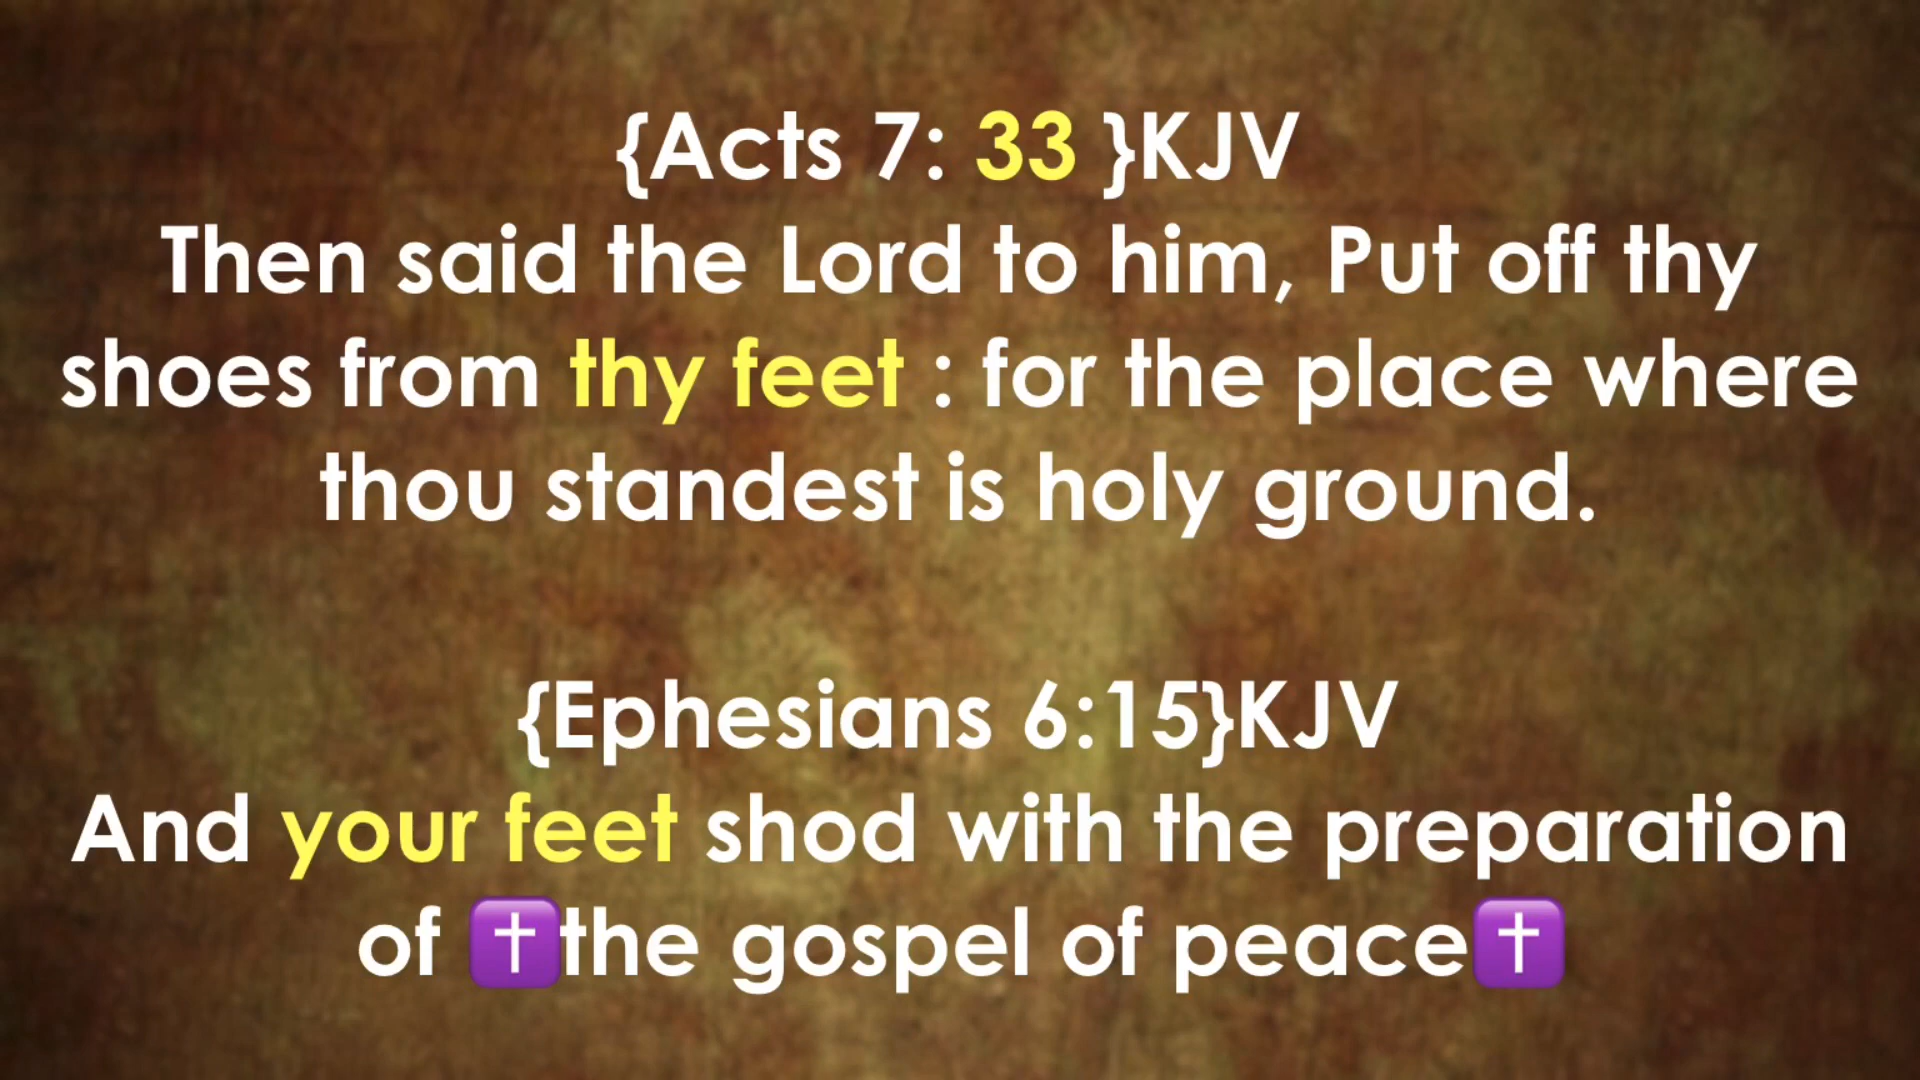 {Acts 7: 33 }KJV
Then said the Lord to him, Put off thy
shoes from thy feet : for the place where
thou standest is holy ground.
{Ephesians 6:15}KJV
And your feet shod with the preparation
of ✝️the gospel of peace✝️